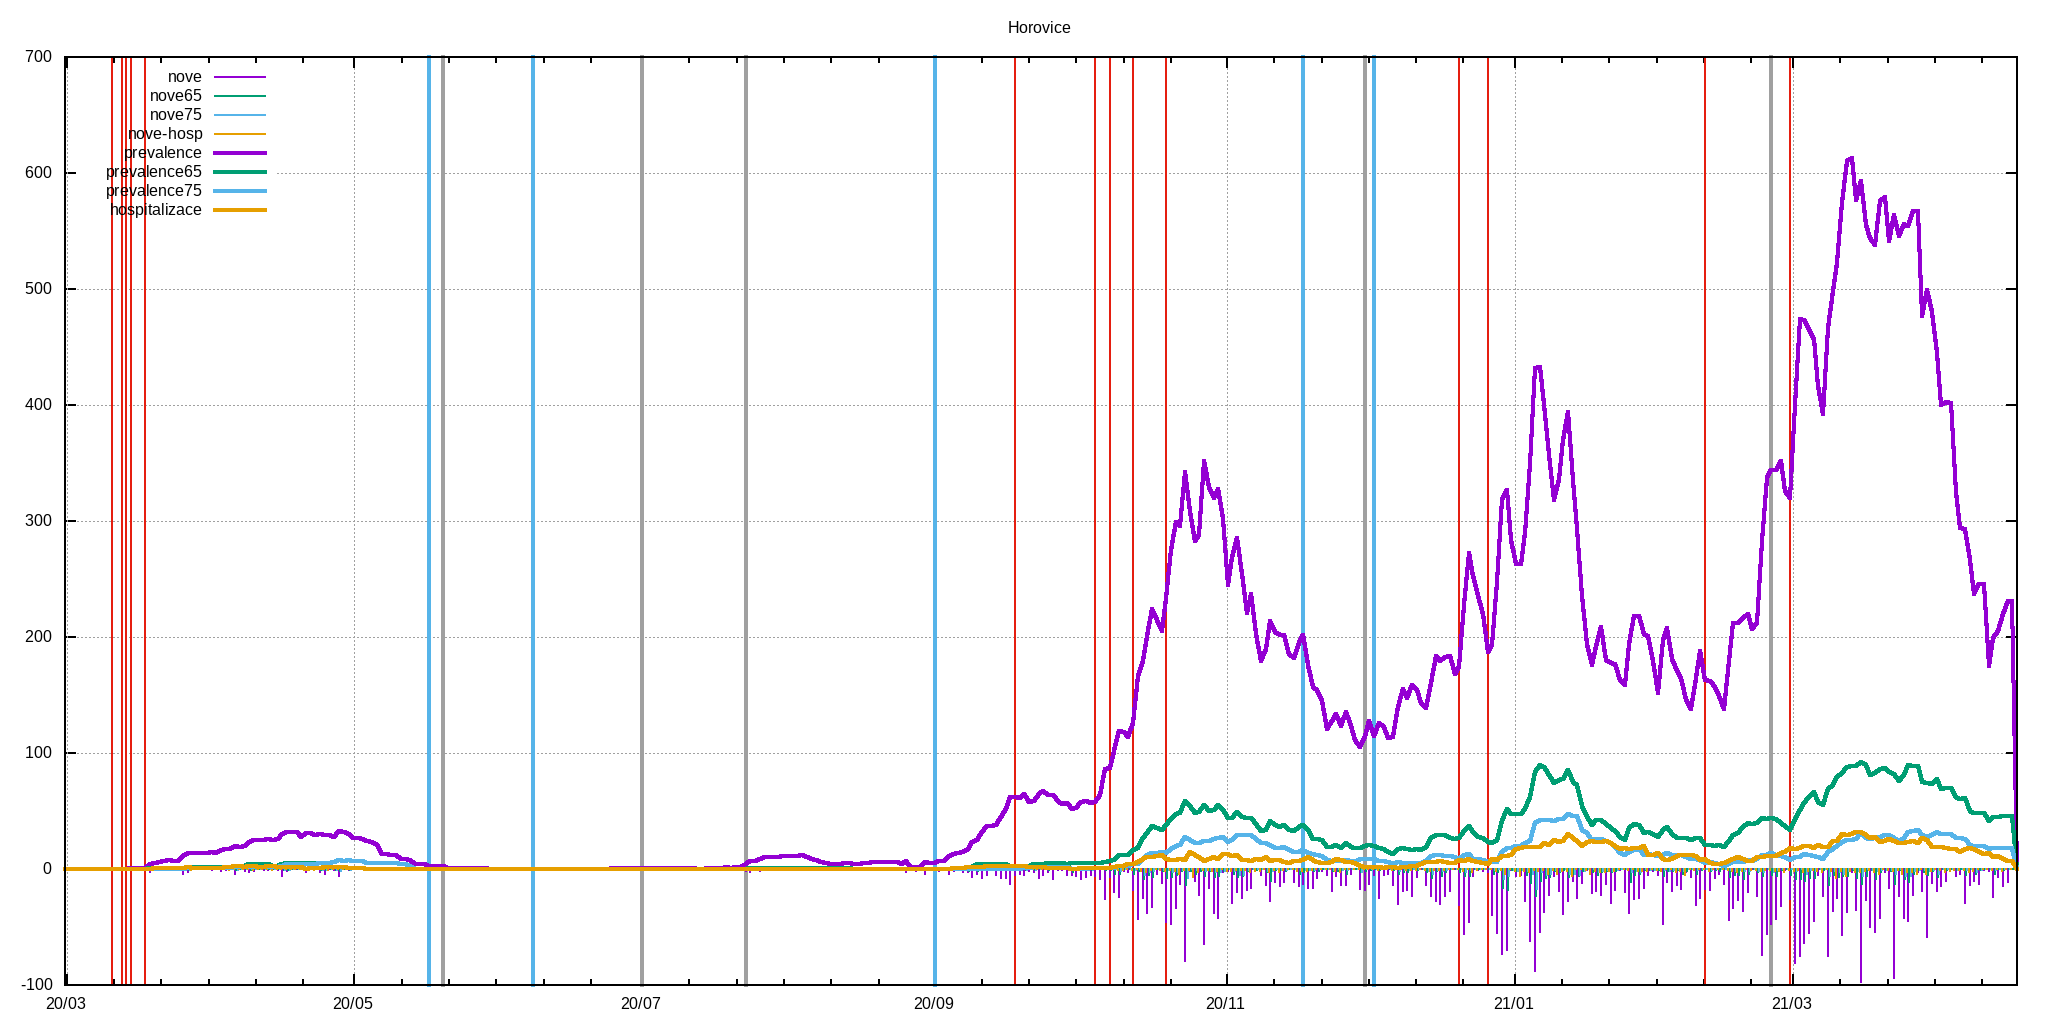 Horovice
700
600
500
400
300
200
100
0
-100
nove
nove65
nove75
nove-hosp
prevalence
prevalence65
prevalence75
hospitalizace
20/03 20/05 20/07 20/09 20/11 21/01 21/03